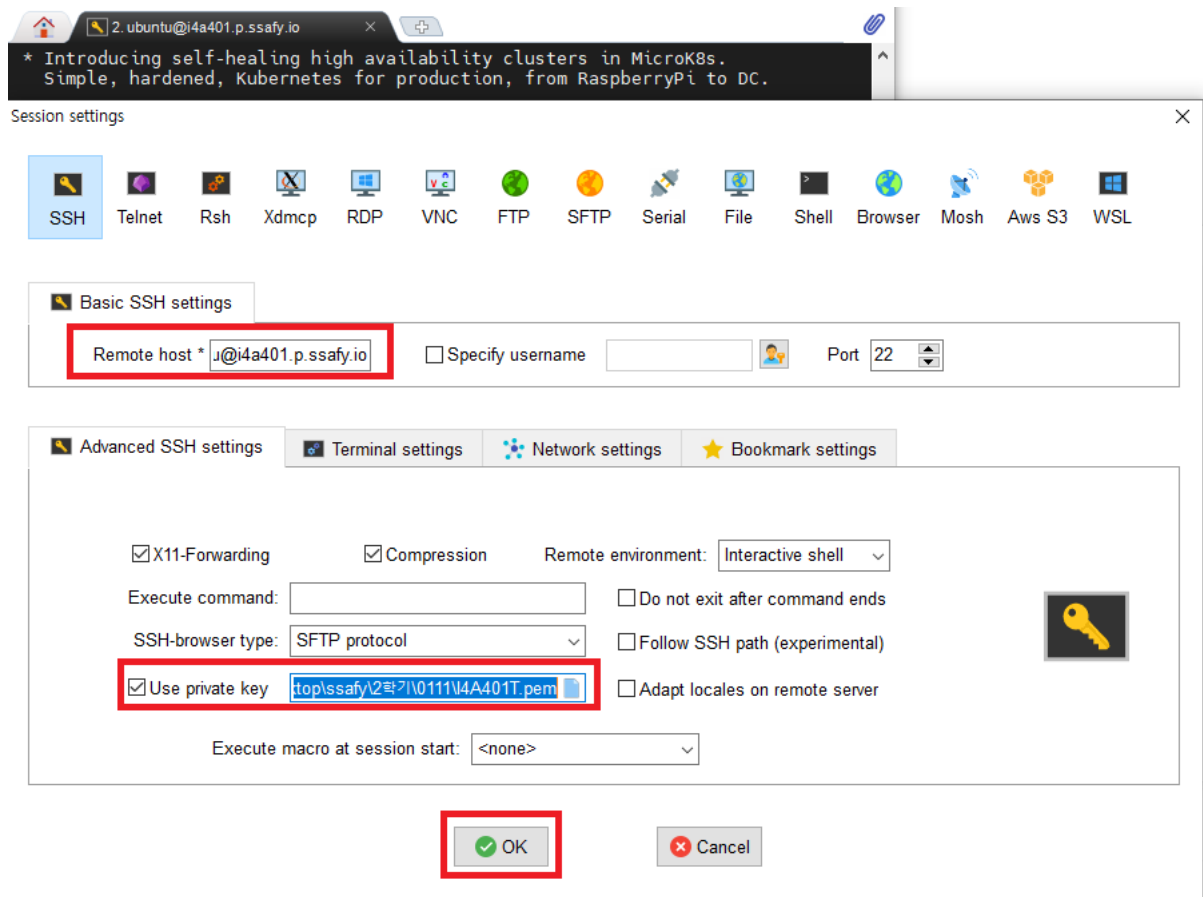 2. ubuntu@i4a401.p.ssafy.io
* Introducing self-healing high availability clusters in MicroK8s.
Simple, hardened, Kubernetes for production, from RaspberryPi to DC.
Session settings
SSH Telnet Rsh Xdmcp RDP VNC FTP SFTP Serial File Shell Browser Mosh Aws S3 WSL
Basic SSH settings
Remote host * u@i4a401.p.ssafy.io Specify username Port 22
Advanced SSH settings Terminal settings Network settings Bookmark settings
X11-Forwarding Compression Remote environment: Interactive shell
Execute command: Do not exit after command ends
SSH-browser type: SFTP protocol Follow SSH path (experimental)
Use private key ktop\ssafy\2학기\0111\I4A401T.pem Adapt locales on remote server
Execute macro at session start: <none>
OK Cancel